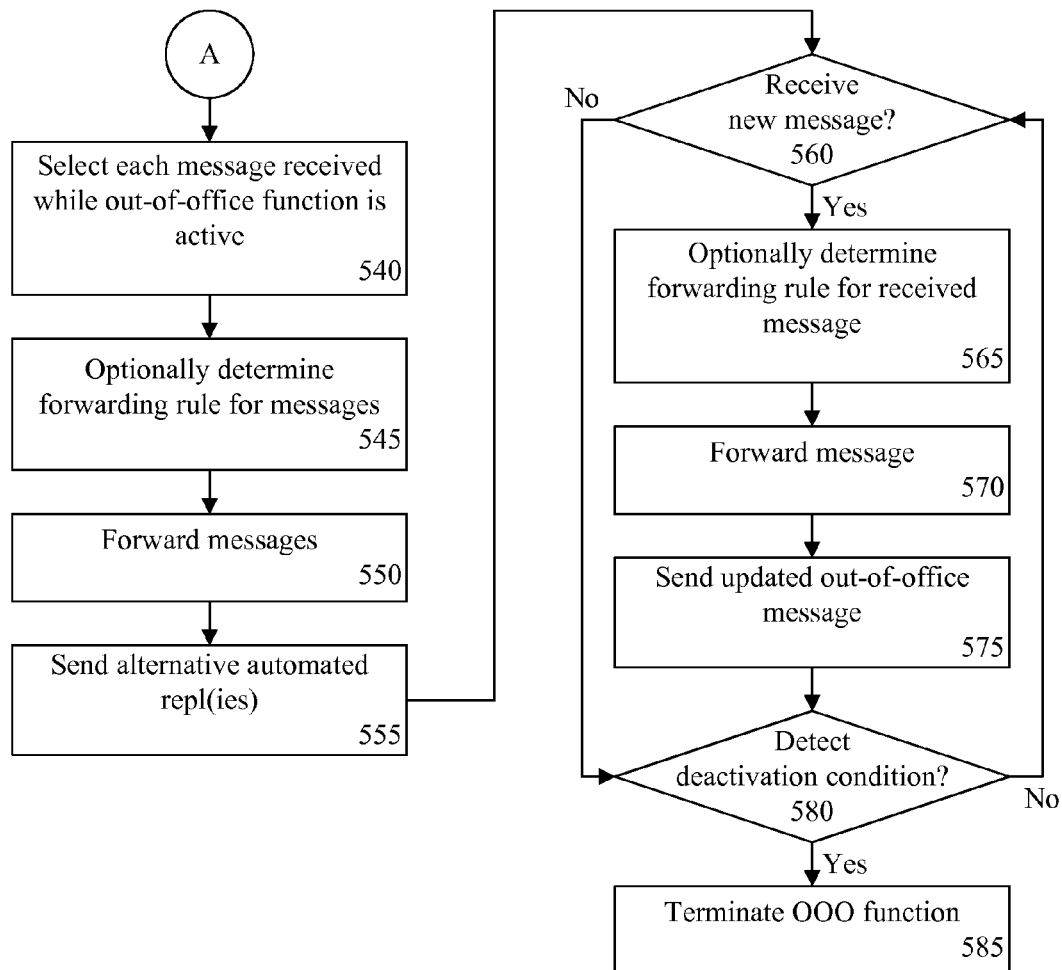 A
Select each message received
while out-of-office function is
active
540
Optionally determine
forwarding rule for messages
545
Forward messages
550
Send alternative automated
repl(ies)
555
Receive
new message?
560
No
Yes
Optionally determine
forwarding rule for received
message
565
Forward message
570
Send updated out-of-office
message
575
Detect
deactivation condition?
580
No
Yes
Terminate OOO function
585